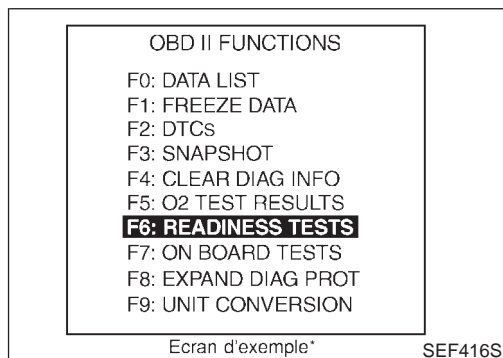 OBD II FUNCTIONS
F0: DATA LIST
F1: FREEZE DATA
F2: DTCs
F3: SNAPSHOT
F4: CLEAR DIAG INFO
F5: O2 TEST RESULTS
F6: READINESS TESTS
F7: ON BOARD TESTS
F8: EXPAND DIAG PROT
F9: UNIT CONVERSION
Ecran d'exemple*
SEF416S